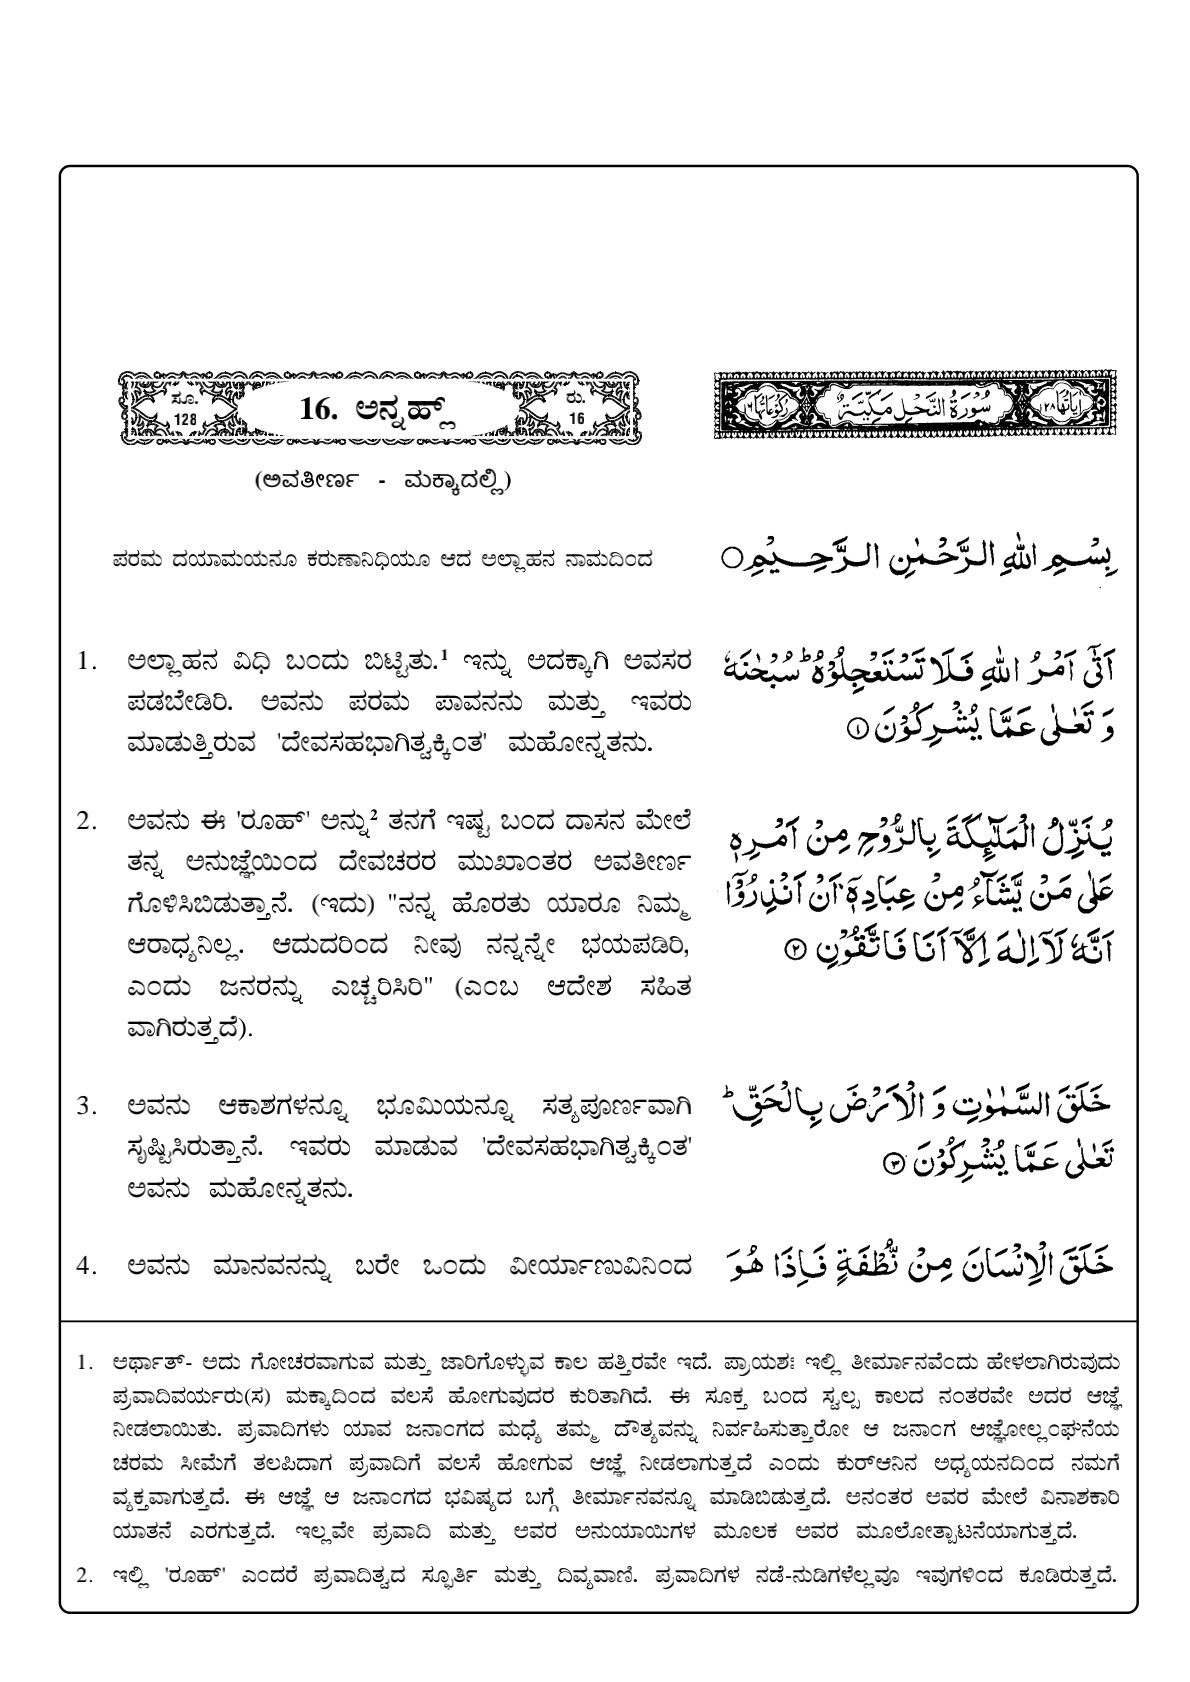 ಸೂ.
128
16. ಅನ್ನಹ್ಲ್
ರು.
16
اٰيَاتُهَا ١٢٨
سُوْرَةُ النَّحْلِ مَكِّيَّةٌ
رُكُوْعَاتُهَا ١٦
(ಅವತೀರ್ಣ - ಮಕ್ಕಾದಲ್ಲಿ)
ಪರಮ ದಯಾಮಯನೂ ಕರುಣಾನಿಧಿಯೂ ಆದ ಅಲ್ಲಾಹನ ನಾಮದಿಂದ
بِسْمِ اللّٰهِ الرَّحْمٰنِ الرَّحِيْمِ ○
1. ಅಲ್ಲಾಹನ ವಿಧಿ ಬಂದು ಬಿಟ್ಟಿತು.¹ ಇನ್ನು ಅದಕ್ಕಾಗಿ ಅವಸರ
ಪಡಬೇಡಿರಿ. ಅವನು ಪರಮ ಪಾವನನು ಮತ್ತು ಇವರು
ಮಾಡುತ್ತಿರುವ 'ದೇವಸಹಭಾಗಿತ್ವಕ್ಕಿಂತ' ಮಹೋನ್ನತನು.
اَتٰۤى اَمْرُ اللّٰهِ فَلَا تَسْتَعْجِلُوْهُ ؕ سُبْحٰنَهٗ
وَ تَعٰلٰى عَمَّا يُشْرِكُوْنَ ①
2. ಅವನು ಈ 'ರೂಹ್' ಅನ್ನು² ತನಗೆ ಇಷ್ಟ ಬಂದ ದಾಸನ ಮೇಲೆ
ತನ್ನ ಅನುಜ್ಞೆಯಿಂದ ದೇವಚರರ ಮುಖಾಂತರ ಅವತೀರ್ಣ
ಗೊಳಿಸಿಬಿಡುತ್ತಾನೆ. (ಇದು) "ನನ್ನ ಹೊರತು ಯಾರೂ ನಿಮ್ಮ
ಆರಾಧ್ಯನಿಲ್ಲ. ಆದುದರಿಂದ ನೀವು ನನ್ನನ್ನೇ ಭಯಪಡಿರಿ,
ಎಂದು ಜನರನ್ನು ಎಚ್ಚರಿಸಿರಿ" (ಎಂಬ ಆದೇಶ ಸಹಿತ
ವಾಗಿರುತ್ತದೆ).
يُنَزِّلُ الْمَلٰٓئِكَةَ بِالرُّوْحِ مِنْ اَمْرِهٖ
عَلٰى مَنْ يَّشَآءُ مِنْ عِبَادِهٖۤ اَنْ اَنْذِرُوْۤا
اَنَّهٗ لَاۤ اِلٰهَ اِلَّاۤ اَنَا فَاتَّقُوْنِ ②
3. ಅವನು ಆಕಾಶಗಳನ್ನೂ ಭೂಮಿಯನ್ನೂ ಸತ್ಯಪೂರ್ಣವಾಗಿ
ಸೃಷ್ಟಿಸಿರುತ್ತಾನೆ. ಇವರು ಮಾಡುವ 'ದೇವಸಹಭಾಗಿತ್ವಕ್ಕಿಂತ'
ಅವನು ಮಹೋನ್ನತನು.
خَلَقَ السَّمٰوٰتِ وَ الْاَرْضَ بِالْحَقِّ ؕ
تَعٰلٰى عَمَّا يُشْرِكُوْنَ ③
4. ಅವನು ಮಾನವನನ್ನು ಬರೇ ಒಂದು ವೀರ್ಯಾಣುವಿನಿಂದ
خَلَقَ الْاِنْسَانَ مِنْ نُّطْفَةٍ فَاِذَا هُوَ
1. ಅರ್ಥಾತ್- ಅದು ಗೋಚರವಾಗುವ ಮತ್ತು ಜಾರಿಗೊಳ್ಳುವ ಕಾಲ ಹತ್ತಿರವೇ ಇದೆ. ಪ್ರಾಯಶಃ ಇಲ್ಲಿ ತೀರ್ಮಾನವೆಂದು ಹೇಳಲಾಗಿರುವುದು
ಪ್ರವಾದಿವರ್ಯರು(ಸ) ಮಕ್ಕಾದಿಂದ ವಲಸೆ ಹೋಗುವುದರ ಕುರಿತಾಗಿದೆ. ಈ ಸೂಕ್ತ ಬಂದ ಸ್ವಲ್ಪ ಕಾಲದ ನಂತರವೇ ಅದರ ಆಜ್ಞೆ
ನೀಡಲಾಯಿತು. ಪ್ರವಾದಿಗಳು ಯಾವ ಜನಾಂಗದ ಮಧ್ಯೆ ತಮ್ಮ ದೌತ್ಯವನ್ನು ನಿರ್ವಹಿಸುತ್ತಾರೋ ಆ ಜನಾಂಗ ಆಜ್ಞೋಲ್ಲಂಘನೆಯ
ಚರಮ ಸೀಮೆಗೆ ತಲಪಿದಾಗ ಪ್ರವಾದಿಗೆ ವಲಸೆ ಹೋಗುವ ಆಜ್ಞೆ ನೀಡಲಾಗುತ್ತದೆ ಎಂದು ಕುರ್‌ಆನಿನ ಅಧ್ಯಯನದಿಂದ ನಮಗೆ
ವ್ಯಕ್ತವಾಗುತ್ತದೆ. ಈ ಆಜ್ಞೆ ಆ ಜನಾಂಗದ ಭವಿಷ್ಯದ ಬಗ್ಗೆ ತೀರ್ಮಾನವನ್ನೂ ಮಾಡಿಬಿಡುತ್ತದೆ. ಅನಂತರ ಅವರ ಮೇಲೆ ವಿನಾಶಕಾರಿ
ಯಾತನೆ ಎರಗುತ್ತದೆ. ಇಲ್ಲವೇ ಪ್ರವಾದಿ ಮತ್ತು ಅವರ ಅನುಯಾಯಿಗಳ ಮೂಲಕ ಅವರ ಮೂಲೋತ್ಪಾಟನೆಯಾಗುತ್ತದೆ.
2. ಇಲ್ಲಿ 'ರೂಹ್' ಎಂದರೆ ಪ್ರವಾದಿತ್ವದ ಸ್ಫೂರ್ತಿ ಮತ್ತು ದಿವ್ಯವಾಣಿ. ಪ್ರವಾದಿಗಳ ನಡೆ-ನುಡಿಗಳೆಲ್ಲವೂ ಇವುಗಳಿಂದ ಕೂಡಿರುತ್ತದೆ.